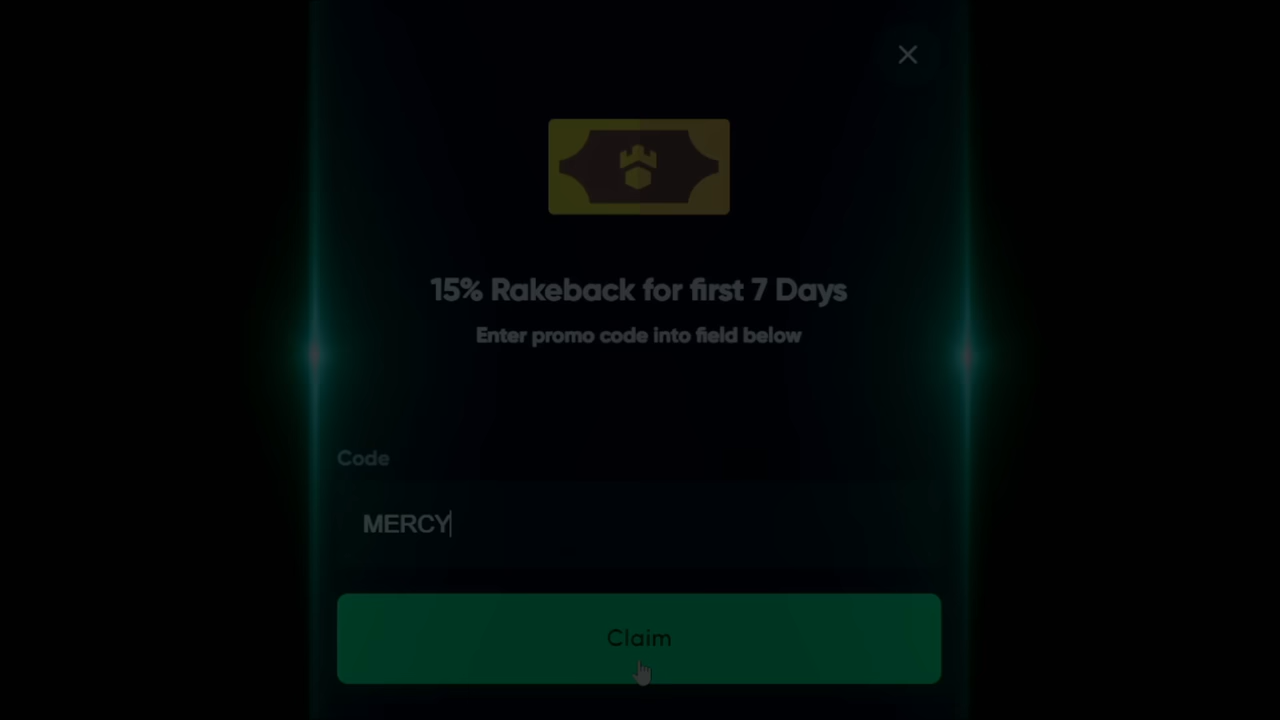 15% Rakeback for first 7 Days
Enter promo code into field below
Code
MERCY
Claim